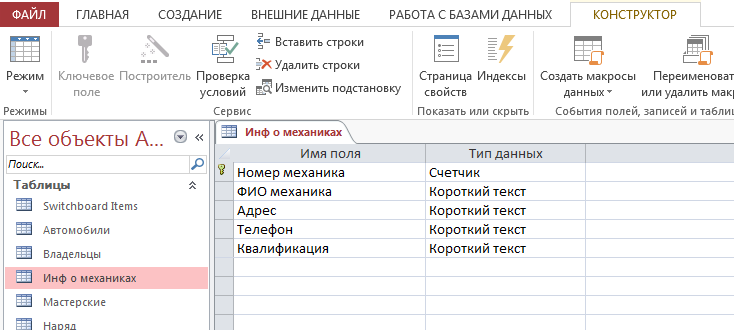 ФАЙЛ ГЛАВНАЯ СОЗДАНИЕ ВНЕШНИЕ ДАННЫЕ РАБОТА С БАЗАМИ ДАННЫХ КОНСТРУКТОР
Режим
Ключевое поле
Построитель
Проверка условий
Вставить строки
Удалить строки
Изменить подстановку
Страница свойств
Индексы
Создать макросы данных
Переименоват
или удалить макр
Режимы
Сервис
Показать или скрыть
События полей, записей и таблиц
Все объекты A...
Поиск...
Таблицы
Switchboard Items
Автомобили
Владельцы
Инф о механиках
Мастерские
Наряд
Инф о механиках
Имя поля Тип данных
Номер механика Счетчик
ФИО механика Короткий текст
Адрес Короткий текст
Телефон Короткий текст
Квалификация Короткий текст